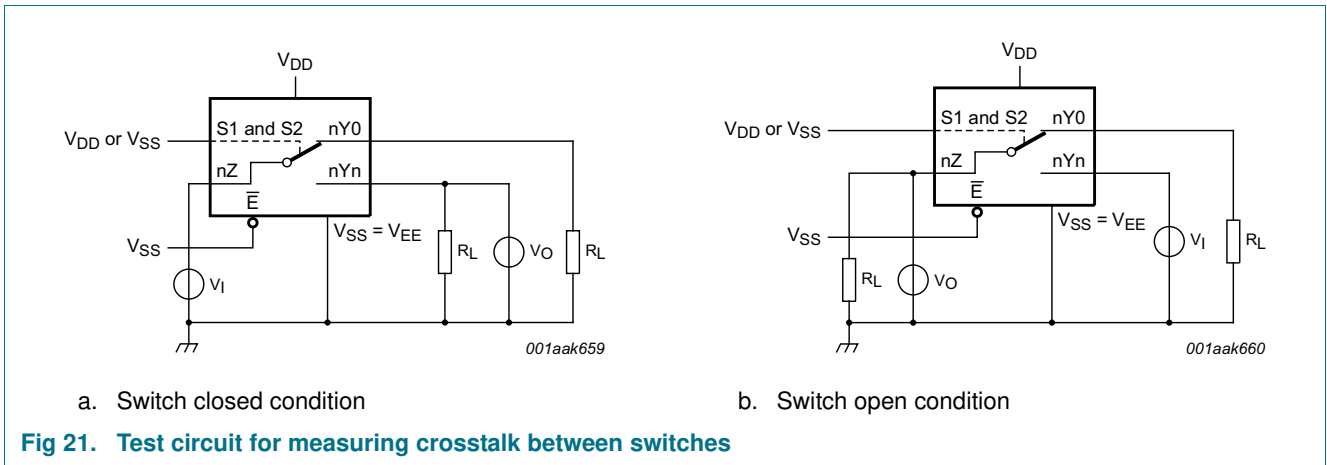 VDD
VDD or VSS
S1 and S2
nY0
nZ
nYn
E
VSS
VSS = VEE
VI
RL
VO
RL
001aak659
a. Switch closed condition
VDD
VDD or VSS
S1 and S2
nY0
nZ
nYn
E
VSS
VSS = VEE
RL
VO
VI
RL
001aak660
b. Switch open condition
Fig 21. Test circuit for measuring crosstalk between switches